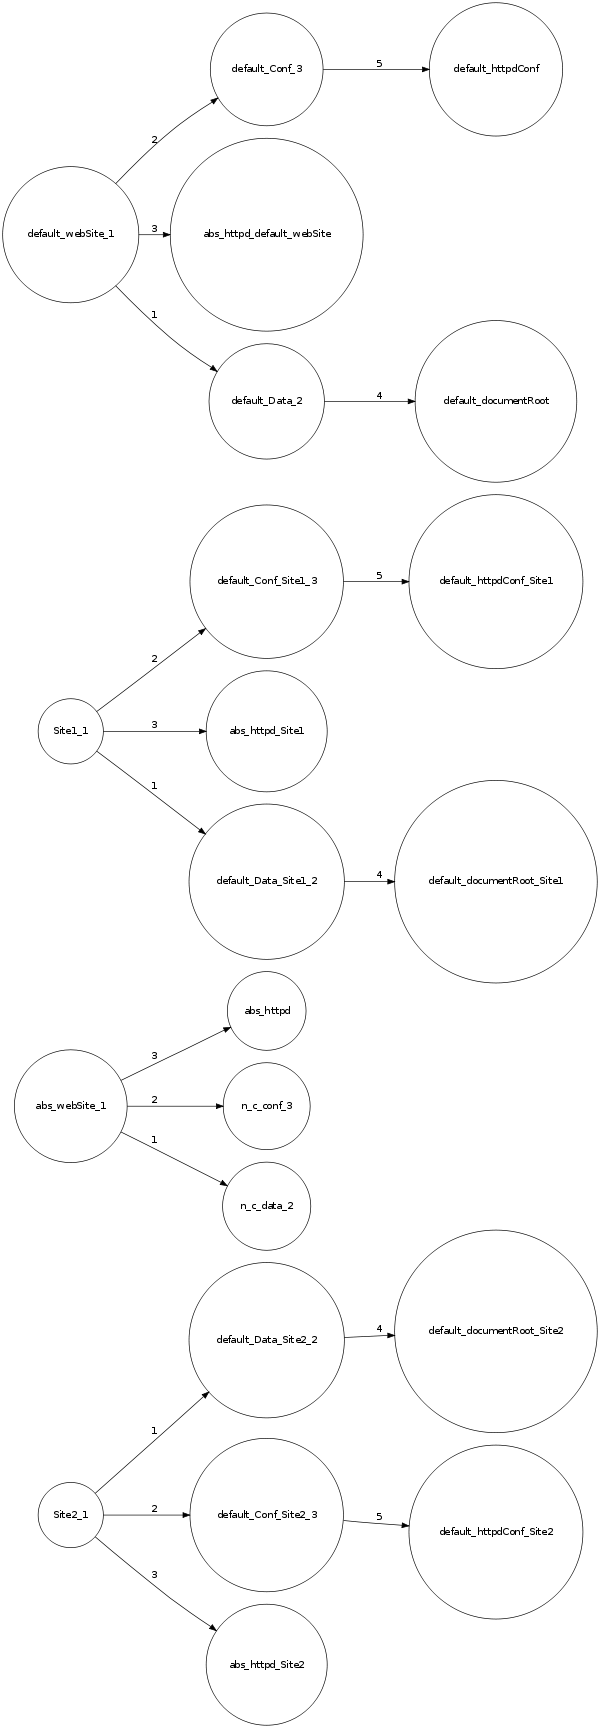 default_Conf_3
5
default_httpdConf
2
default_webSite_1
3
abs_httpd_default_webSite
1
default_Data_2
4
default_documentRoot
default_Conf_Site1_3
5
default_httpdConf_Site1
2
Site1_1
3
abs_httpd_Site1
1
default_Data_Site1_2
4
default_documentRoot_Site1
abs_httpd
3
abs_webSite_1
2
n_c_conf_3
1
n_c_data_2
default_Data_Site2_2
4
default_documentRoot_Site2
1
Site2_1
2
default_Conf_Site2_3
5
default_httpdConf_Site2
3
abs_httpd_Site2